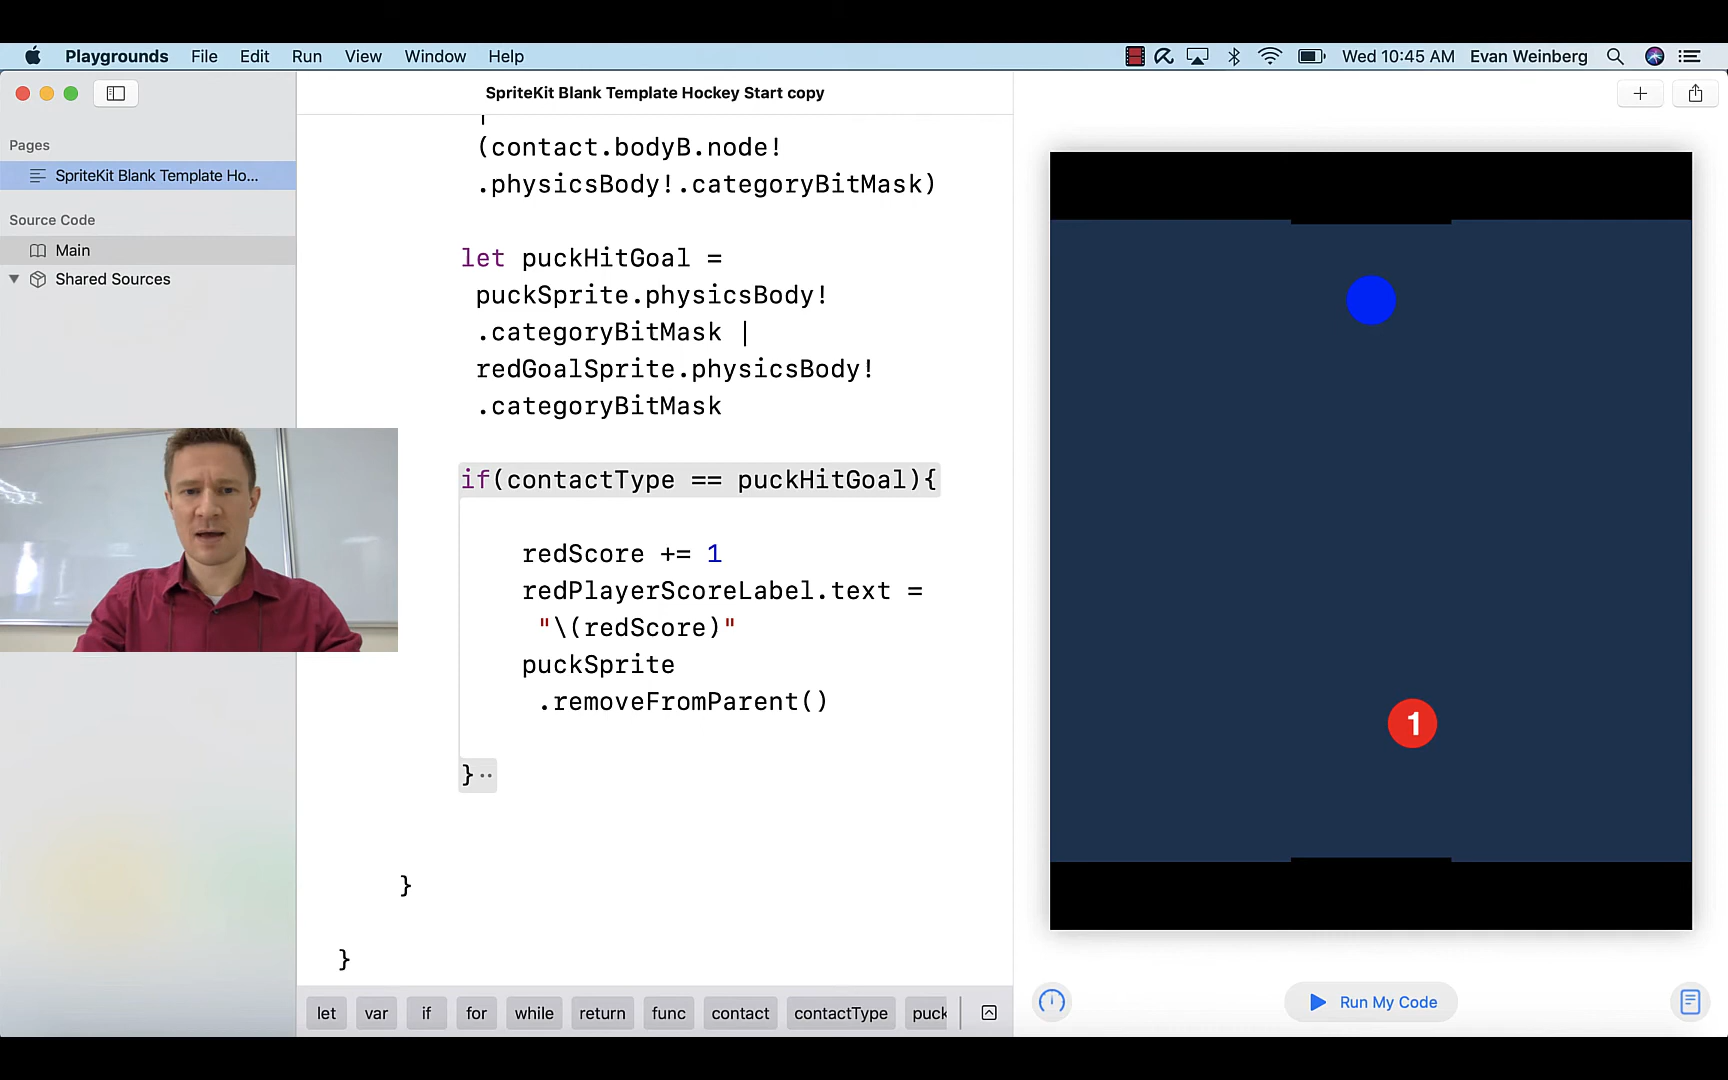 Playgrounds File Edit Run View Window Help Wed 10:45 AM Evan Weinberg
SpriteKit Blank Template Hockey Start copy
Pages
SpriteKit Blank Template Ho...
Source Code
Main
Shared Sources
(contact.bodyB.node!
.physicsBody!.categoryBitMask)
let puckHitGoal =
puckSprite.physicsBody!
.categoryBitMask |
redGoalSprite.physicsBody!
.categoryBitMask
if(contactType == puckHitGoal){
redScore += 1
redPlayerScoreLabel.text =
"\(redScore)"
puckSprite
.removeFromParent()
}
}
}
1
let var if for while return func contact contactType puck
Run My Code